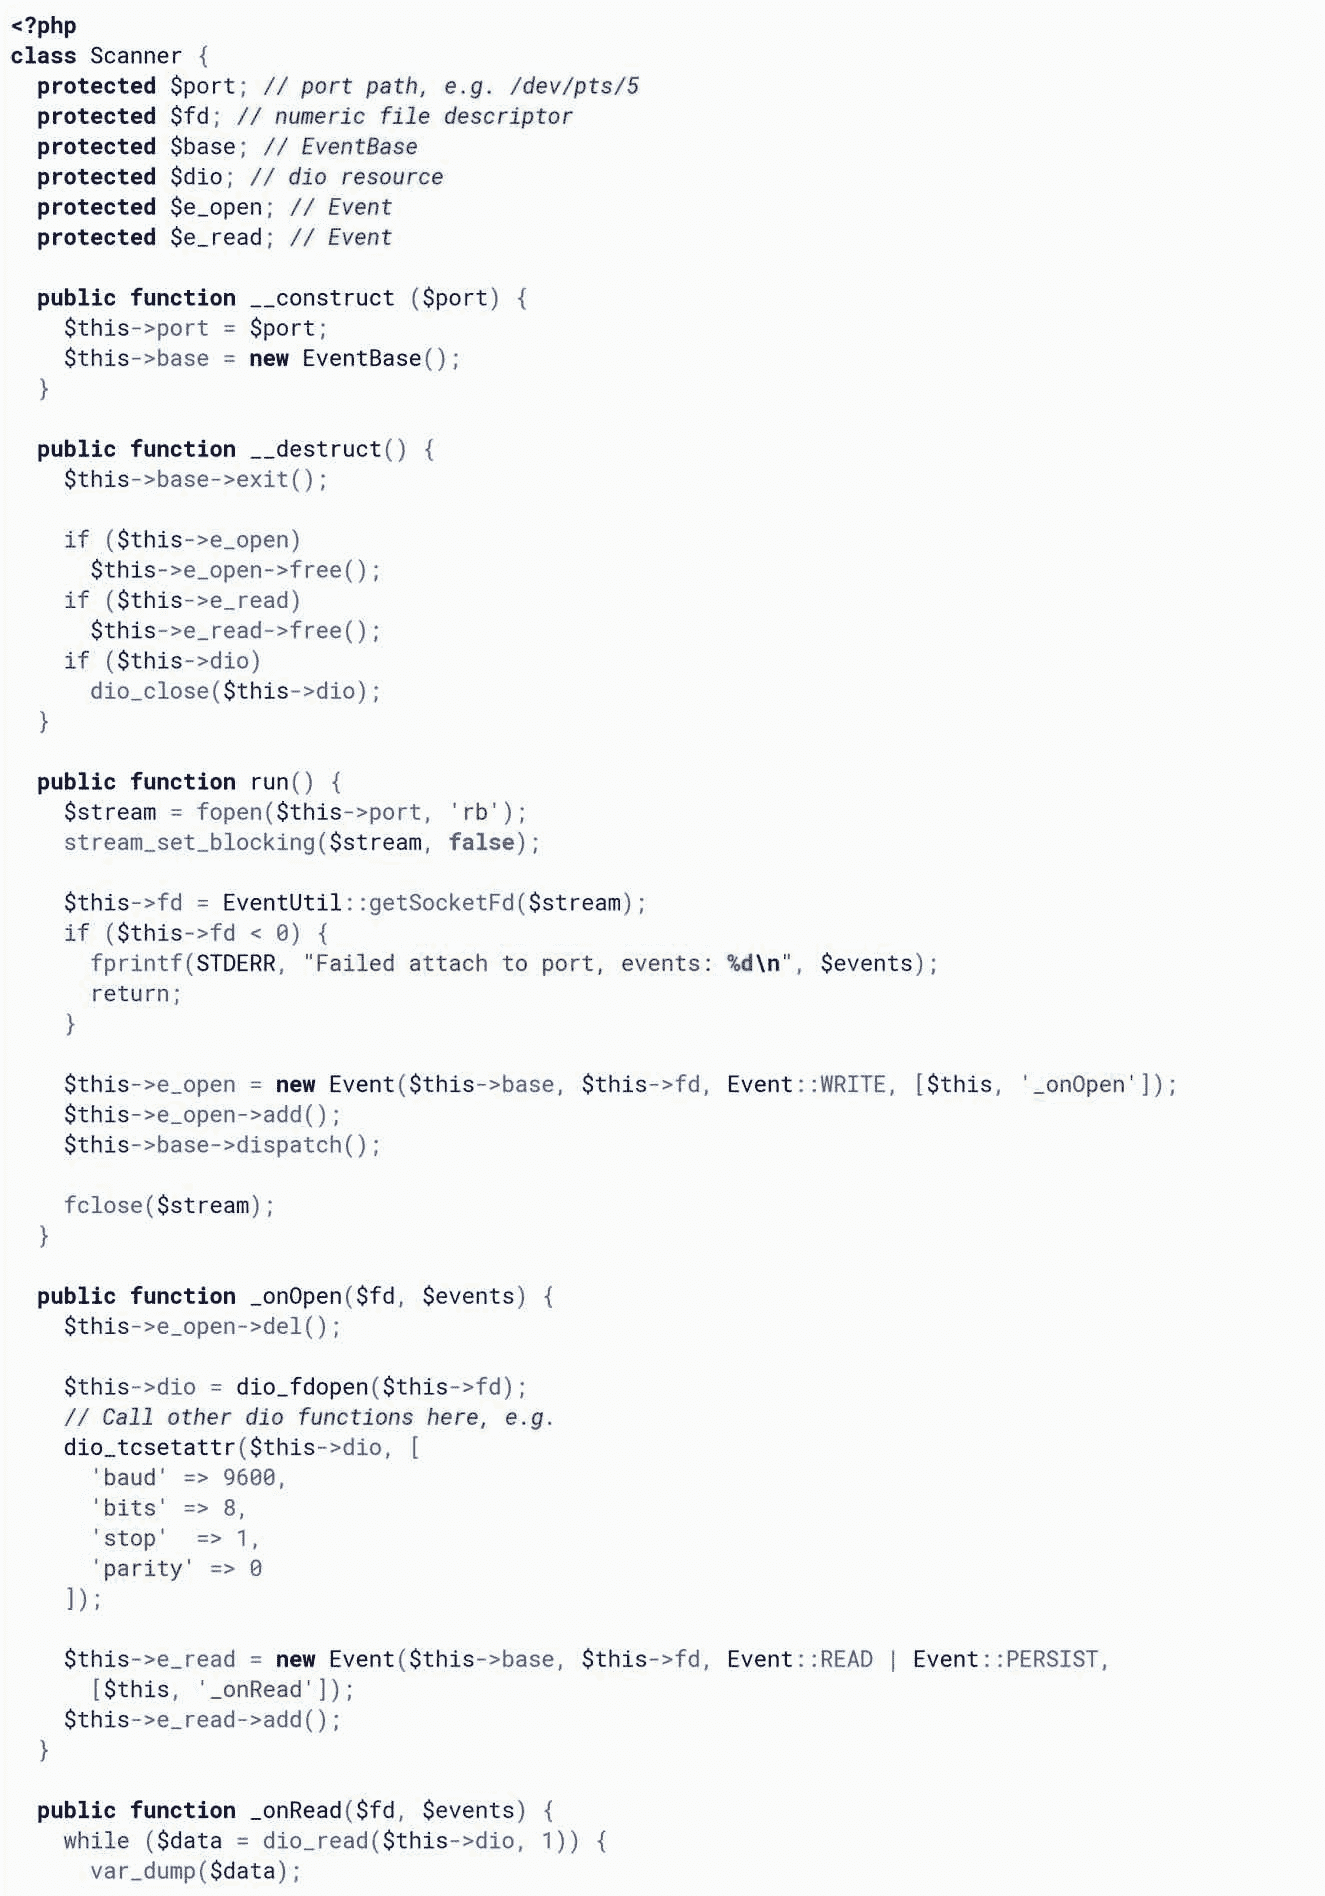 <?php
class Scanner {
  protected $port; // port path, e.g. /dev/pts/5
  protected $fd; // numeric file descriptor
  protected $base; // EventBase
  protected $dio; // dio resource
  protected $e_open; // Event
  protected $e_read; // Event

  public function __construct ($port) {
    $this->port = $port;
    $this->base = new EventBase();
  }

  public function __destruct() {
    $this->base->exit();

    if ($this->e_open)
      $this->e_open->free();
    if ($this->e_read)
      $this->e_read->free();
    if ($this->dio)
      dio_close($this->dio);
  }

  public function run() {
    $stream = fopen($this->port, 'rb');
    stream_set_blocking($stream, false);

    $this->fd = EventUtil::getSocketFd($stream);
    if ($this->fd < 0) {
      fprintf(STDERR, "Failed attach to port, events: %d\n", $events);
      return;
    }

    $this->e_open = new Event($this->base, $this->fd, Event::WRITE, [$this, '_onOpen']);
    $this->e_open->add();
    $this->base->dispatch();

    fclose($stream);
  }

  public function _onOpen($fd, $events) {
    $this->e_open->del();

    $this->dio = dio_fdopen($this->fd);
    // Call other dio functions here, e.g.
    dio_tcsetattr($this->dio, [
      'baud' => 9600,
      'bits' => 8,
      'stop'  => 1,
      'parity' => 0
    ]);

    $this->e_read = new Event($this->base, $this->fd, Event::READ | Event::PERSIST,
      [$this, '_onRead']);
    $this->e_read->add();
  }

  public function _onRead($fd, $events) {
    while ($data = dio_read($this->dio, 1)) {
      var_dump($data);